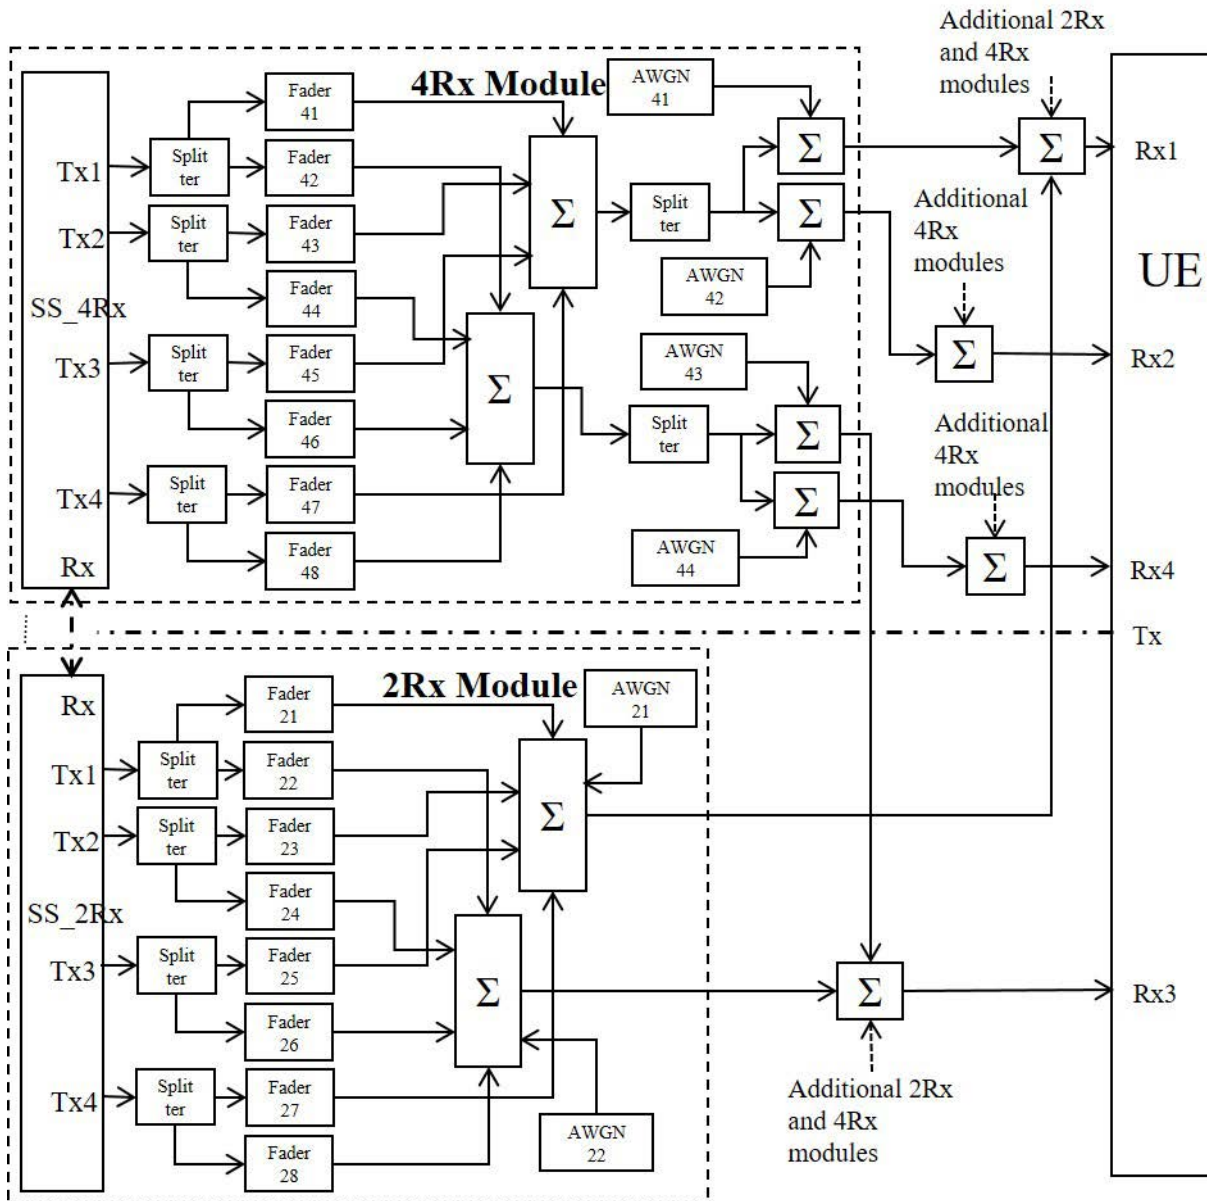 Additional 2Rx
and 4Rx
modules
4Rx Module
AWGN
41
Fader
41
Tx1
Split
ter
Fader
42
Σ
Σ
Rx1
Tx2
Split
ter
Fader
43
Σ
Split
ter
Σ
Additional
4Rx
modules
UE
AWGN
42
SS_4Rx
Fader
44
Tx3
Split
ter
Fader
45
Σ
AWGN
43
Σ
Rx2
Fader
46
Split
ter
Σ
Additional
4Rx
modules
Tx4
Split
ter
Fader
47
Σ
Rx
Fader
48
AWGN
44
Σ
Rx4
Tx
2Rx Module
AWGN
21
Rx
Fader
21
Tx1
Split
ter
Fader
22
Tx2
Split
ter
Fader
23
Σ
SS_2Rx
Fader
24
Tx3
Split
ter
Fader
25
Σ
Σ
Rx3
Fader
26
Tx4
Split
ter
Fader
27
Additional 2Rx
and 4Rx
modules
AWGN
22
Fader
28